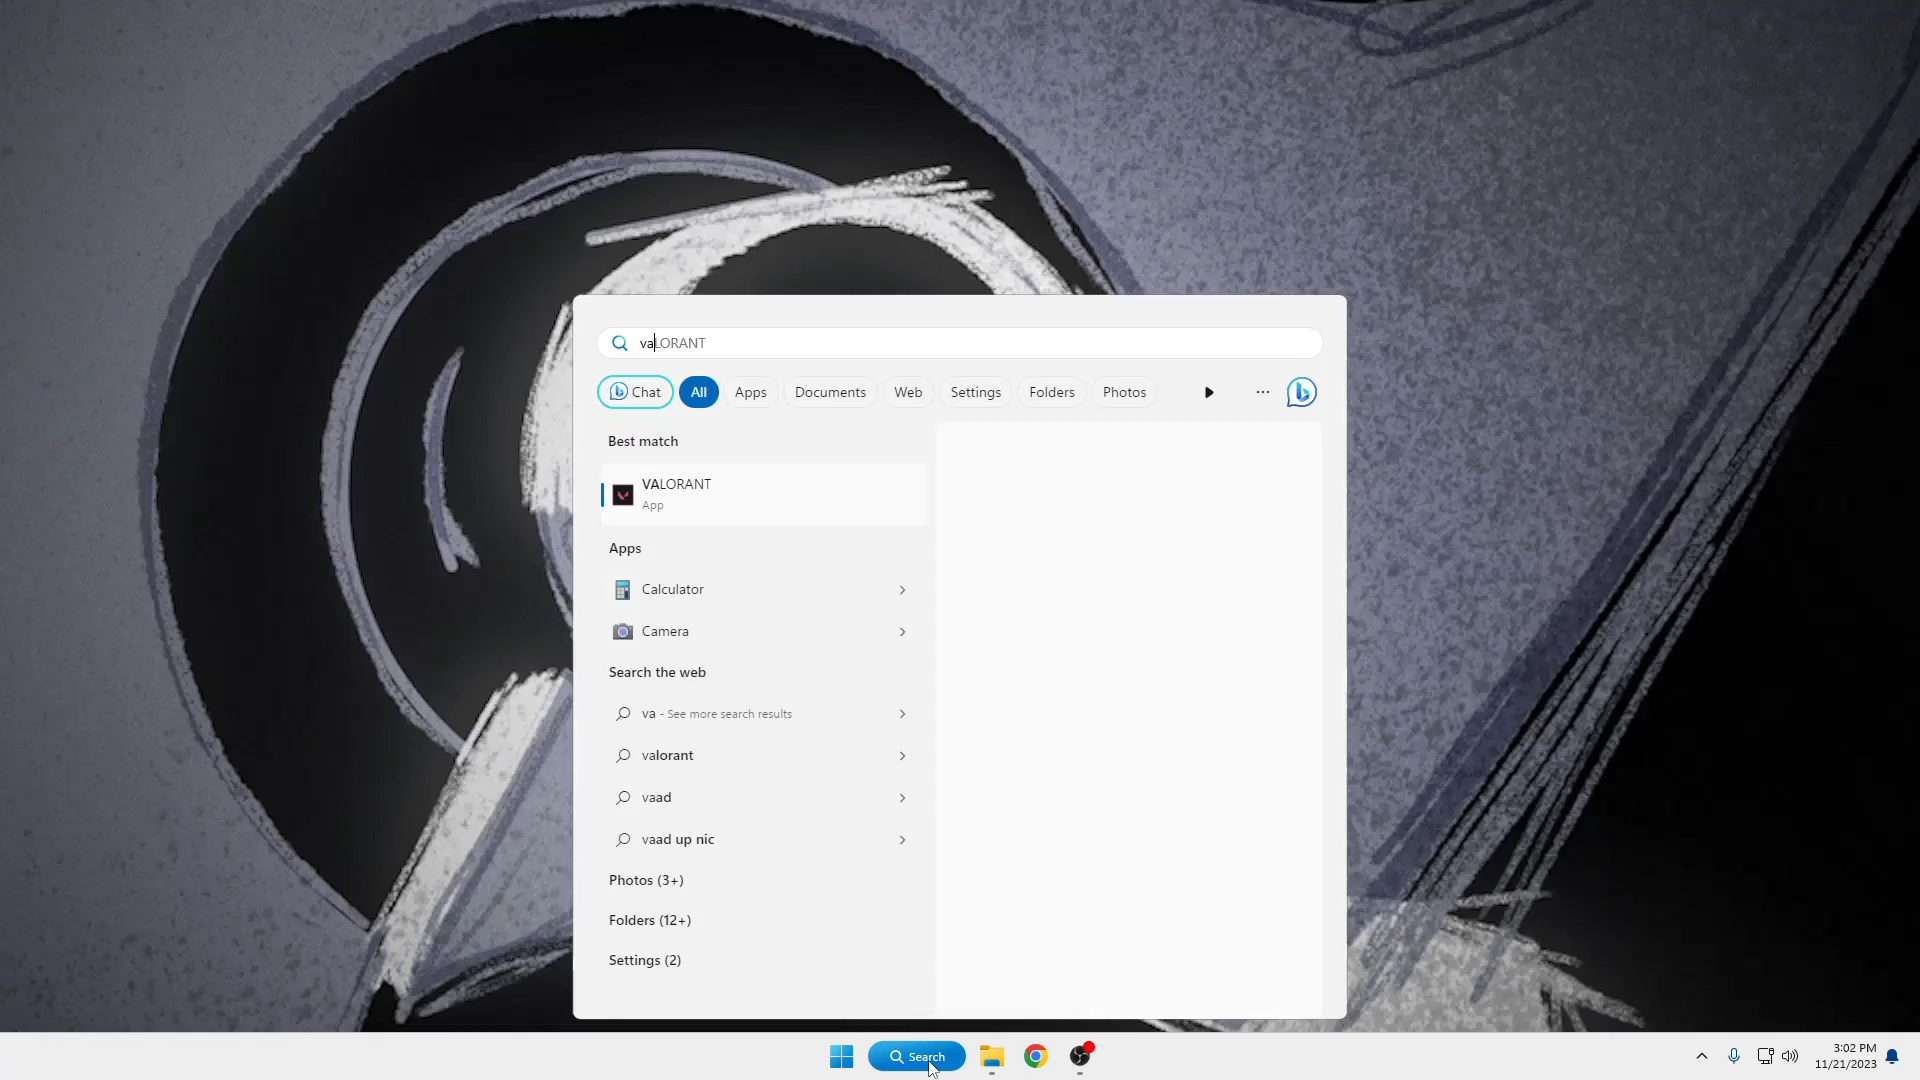 vaLORANT
Chat All Apps Documents Web Settings Folders Photos
Best match
VALORANT
App
Apps
Calculator
Camera
Search the web
va - See more search results
valorant
vaad
vaad up nic
Photos (3+)
Folders (12+)
Settings (2)
Search
3:02 PM
11/21/2023